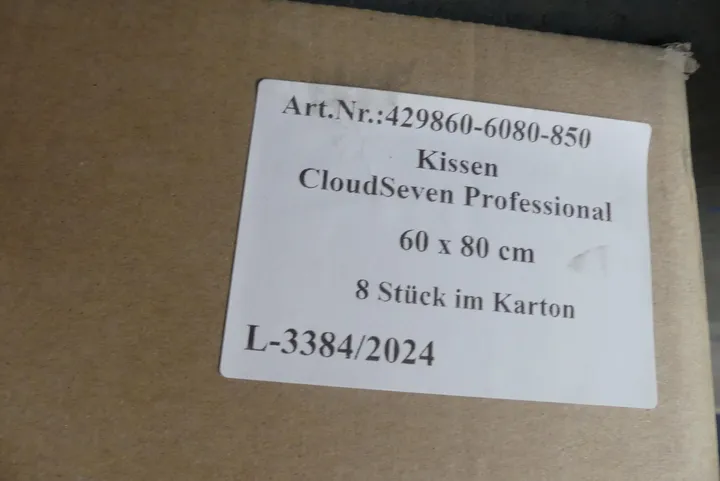 Art.Nr.:429860-6080-850
Kissen
CloudSeven Professional
60 x 80 cm
8 Stück im Karton
L-3384/2024